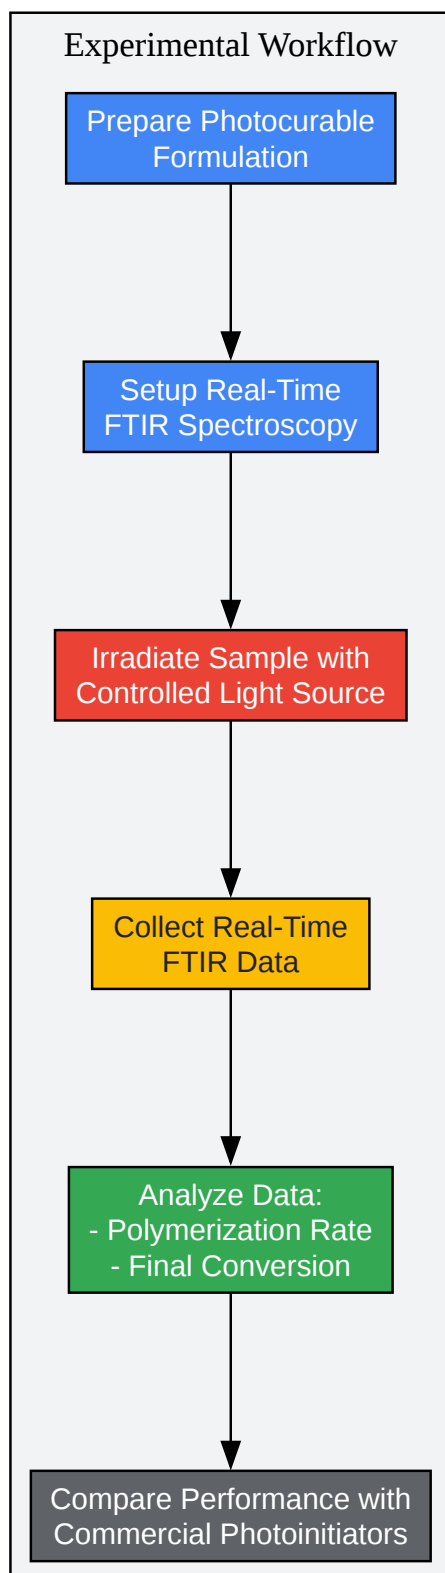 Experimental Workflow
Prepare Photocurable
Formulation
Setup Real-Time
FTIR Spectroscopy
Irradiate Sample with
Controlled Light Source
Collect Real-Time
FTIR Data
Analyze Data:
- Polymerization Rate
- Final Conversion
Compare Performance with
Commercial Photoinitiators